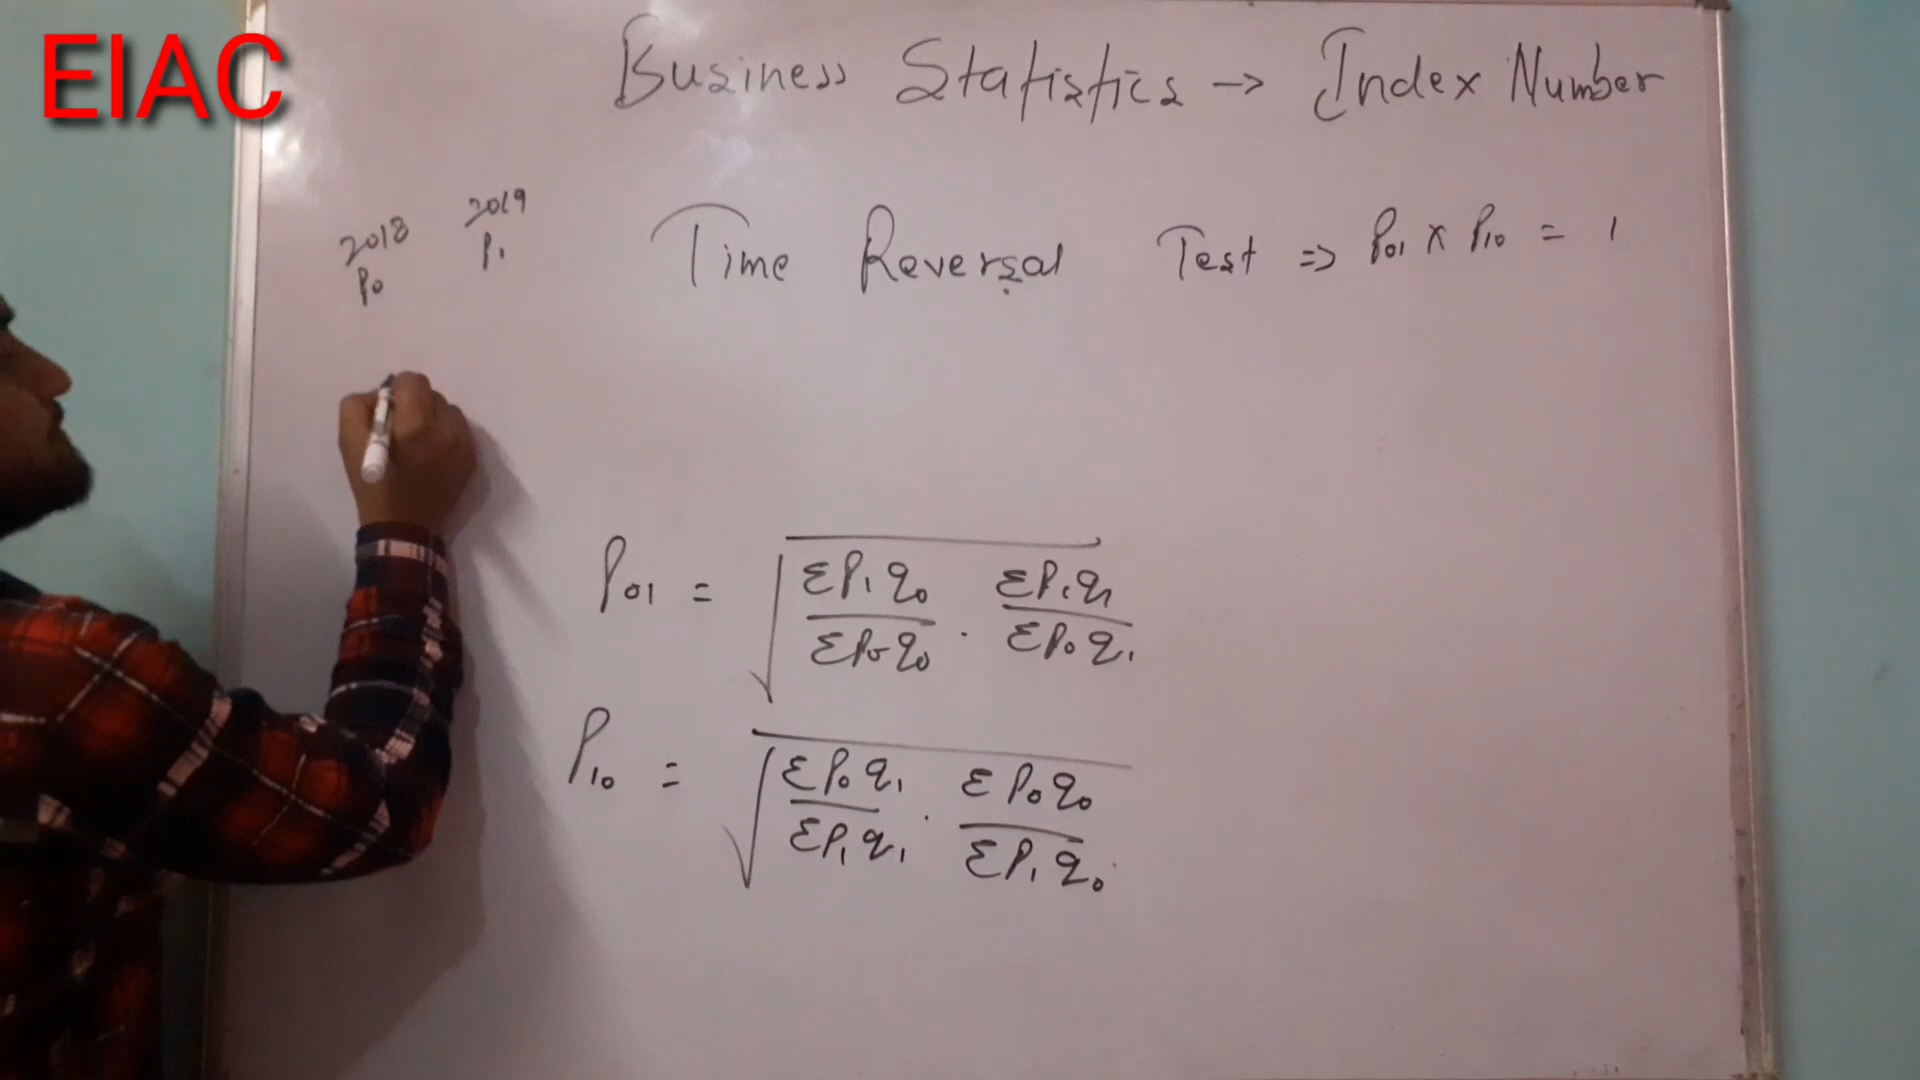 EIAC
Business Statistics -> Index Number
2018 2019
P0 P1
Time Reversal Test => P01 x P10 = 1
P01 = √ ΣP1q0 / ΣP0q0 . ΣP1q1 / ΣP0q1
P10 = √ ΣP0q1 / ΣP1q1 . ΣP0q0 / ΣP1q0